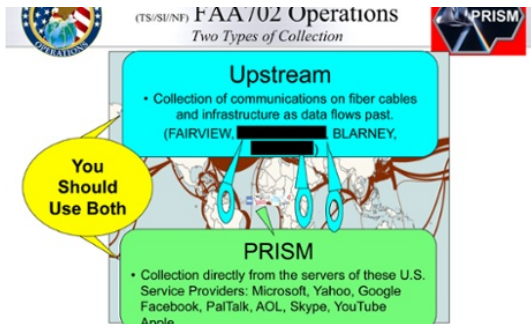 (TS//SI//NF) FAA702 Operations
Two Types of Collection
OPERATIONS
PRISM
Upstream
• Collection of communications on fiber cables
and infrastructure as data flows past.
(FAIRVIEW, , BLARNEY,
)
You
Should
Use Both
PRISM
• Collection directly from the servers of these U.S.
Service Providers: Microsoft, Yahoo, Google
Facebook, PalTalk, AOL, Skype, YouTube
Apple